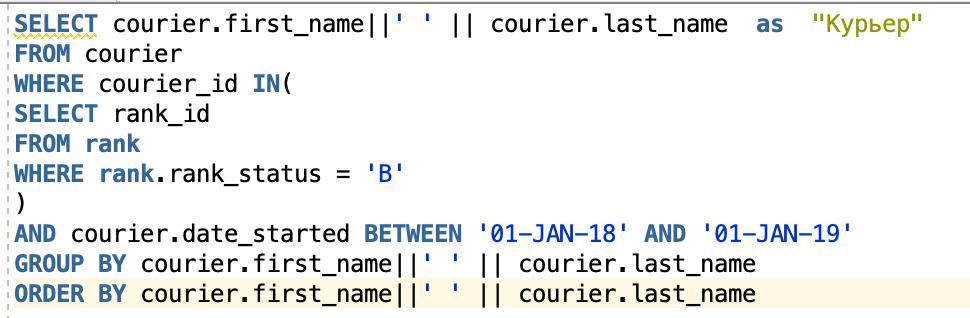 SELECT courier.first_name||' ' || courier.last_name  as  "Курьер"
FROM courier
WHERE courier_id IN(
SELECT rank_id
FROM rank
WHERE rank.rank_status = 'B'
)
AND courier.date_started BETWEEN '01-JAN-18' AND '01-JAN-19'
GROUP BY courier.first_name||' ' || courier.last_name
ORDER BY courier.first_name||' ' || courier.last_name